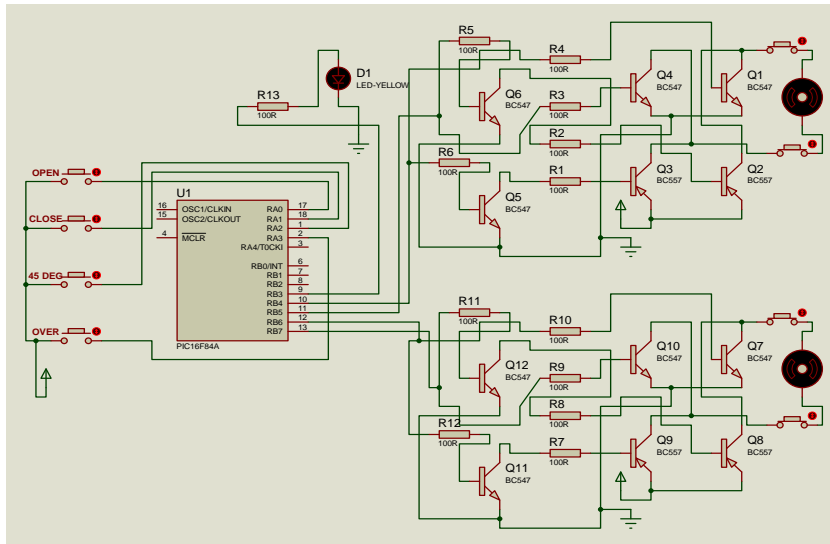 R5
100R
R4
100R
D1
LED-YELLOW
R13
100R
Q6
BC547
Q4
BC547
Q1
BC547
R3
100R
R2
100R
R6
100R
R1
100R
Q5
BC547
Q3
BC557
Q2
BC557
OPEN
CLOSE
45 DEG
OVER
U1
16 OSC1/CLKIN RA0 17
15 OSC2/CLKOUT RA1 18
RA2 1
4 MCLR RA3 2
RA4/T0CKI 3
RB0/INT 6
RB1 7
RB2 8
RB3 9
RB4 10
RB5 11
RB6 12
RB7 13
PIC16F84A
R11
100R
R10
100R
Q12
BC547
Q10
BC547
Q7
BC547
R9
100R
R8
100R
R12
100R
R7
100R
Q11
BC547
Q9
BC557
Q8
BC557